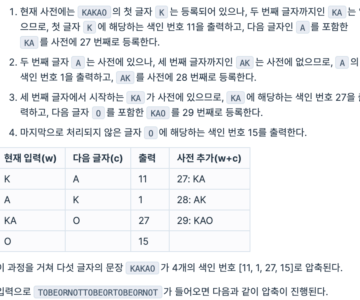 1. 현재 사전에는 KAKAO 의 첫 글자 K 는 등록되어 있으나, 두 번째 글자까지인 KA 는
으므로, 첫 글자 K 에 해당하는 색인 번호 11을 출력하고, 다음 글자인 A 를 포함한
KA 를 사전에 27 번째로 등록한다.
2. 두 번째 글자 A 는 사전에 있으나, 세 번째 글자까지인 AK 는 사전에 없으므로, A 의
색인 번호 1을 출력하고, AK 를 사전에 28 번째로 등록한다.
3. 세 번째 글자에서 시작하는 KA 가 사전에 있으므로, KA 에 해당하는 색인 번호 27을
력하고, 다음 글자 O 를 포함한 KAO 를 29 번째로 등록한다.
4. 마지막으로 처리되지 않은 글자 O 에 해당하는 색인 번호 15를 출력한다.
현재 입력(w) 다음 글자(c) 출력 사전 추가(w+c)
K A 11 27: KA
A K 1 28: AK
KA O 27 29: KAO
O 15
이 과정을 거쳐 다섯 글자의 문장 KAKAO 가 4개의 색인 번호 [11, 1, 27, 15]로 압축된다.
입력으로 TOBEORNOTTOBEORTOBEORNOT 가 들어오면 다음과 같이 압축이 진행된다.